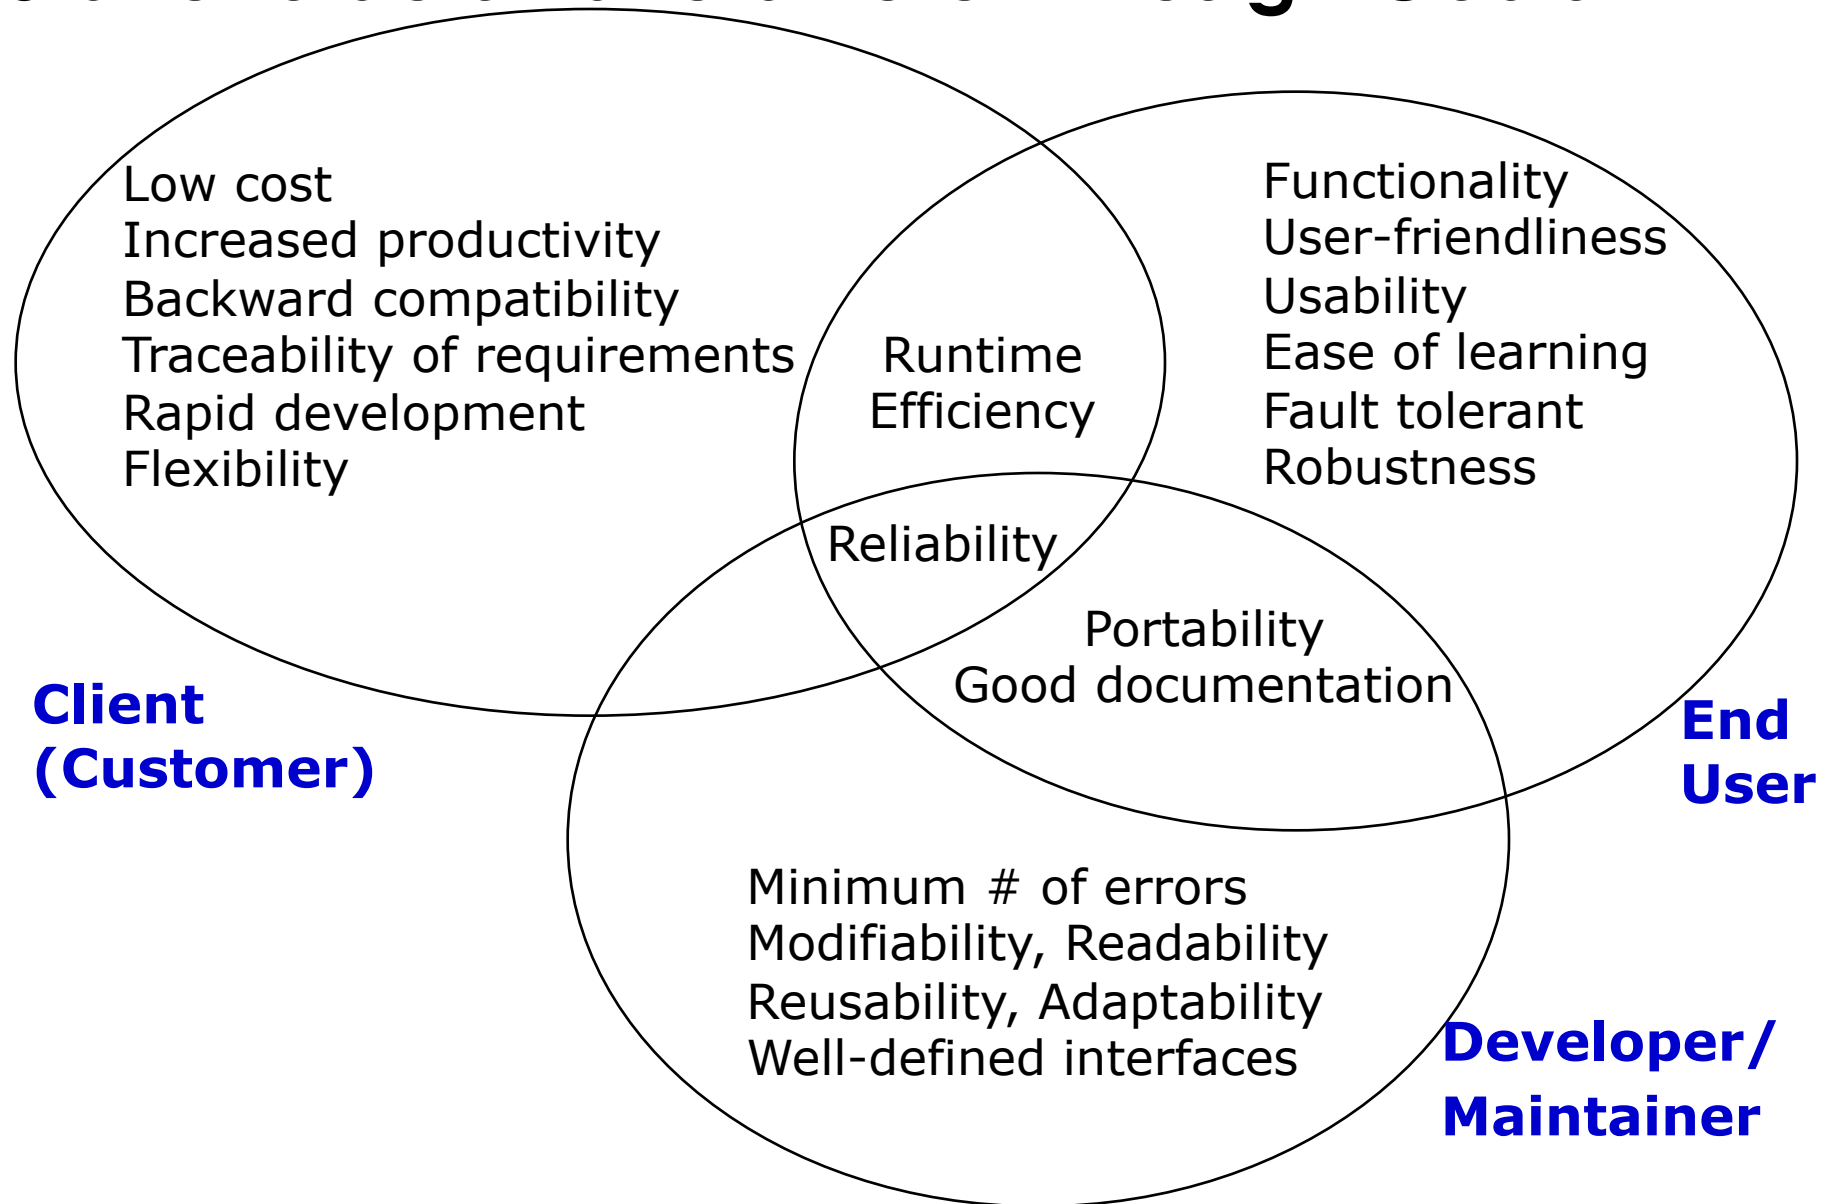 Low cost
Increased productivity
Backward compatibility
Traceability of requirements
Rapid development
Flexibility
Runtime
Efficiency
Functionality
User-friendliness
Usability
Ease of learning
Fault tolerant
Robustness
Reliability
Portability
Good documentation
Client
(Customer)
End
User
Minimum # of errors
Modifiability, Readability
Reusability, Adaptability
Well-defined interfaces
Developer/
Maintainer